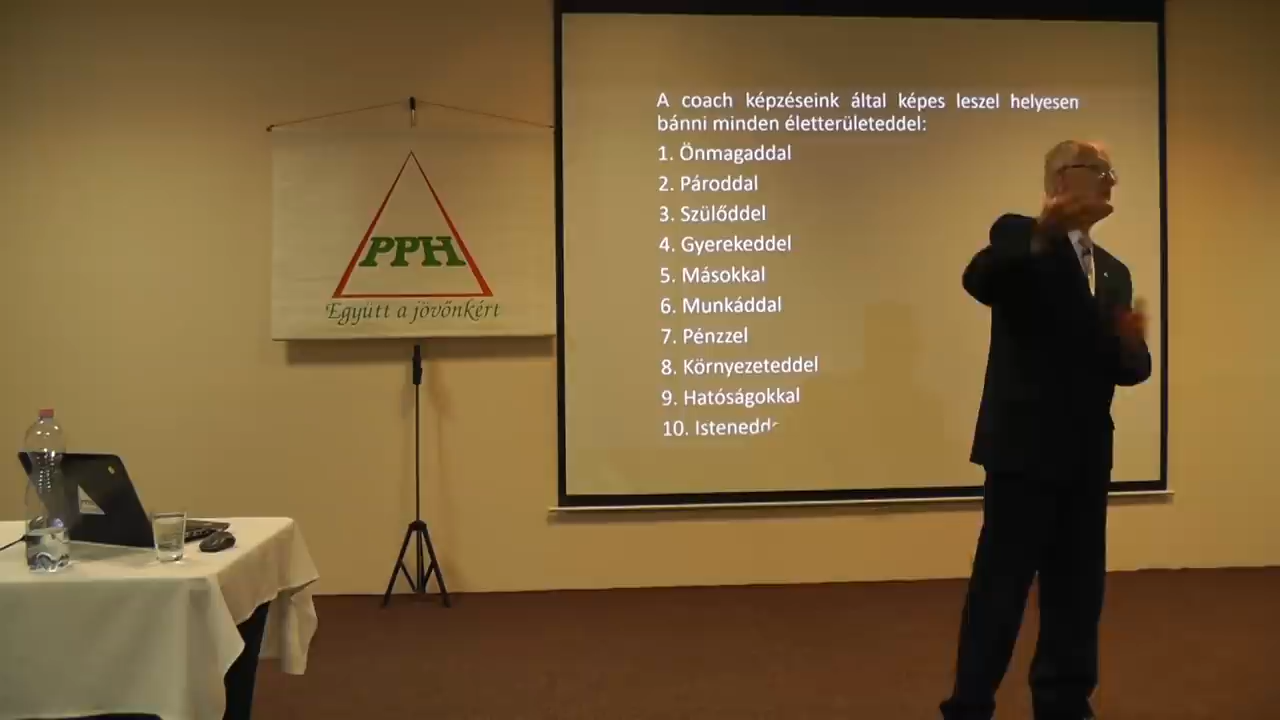 A coach képzéseink által képes leszel helyesen
bánni minden életterületeddel:
1. Önmagaddal
2. Pároddal
3. Szülőddel
4. Gyerekeddel
5. Másokkal
6. Munkáddal
7. Pénzzel
8. Környezeteddel
9. Hatóságokkal
10. Istenedd
PPH
Együtt a jövőnkért